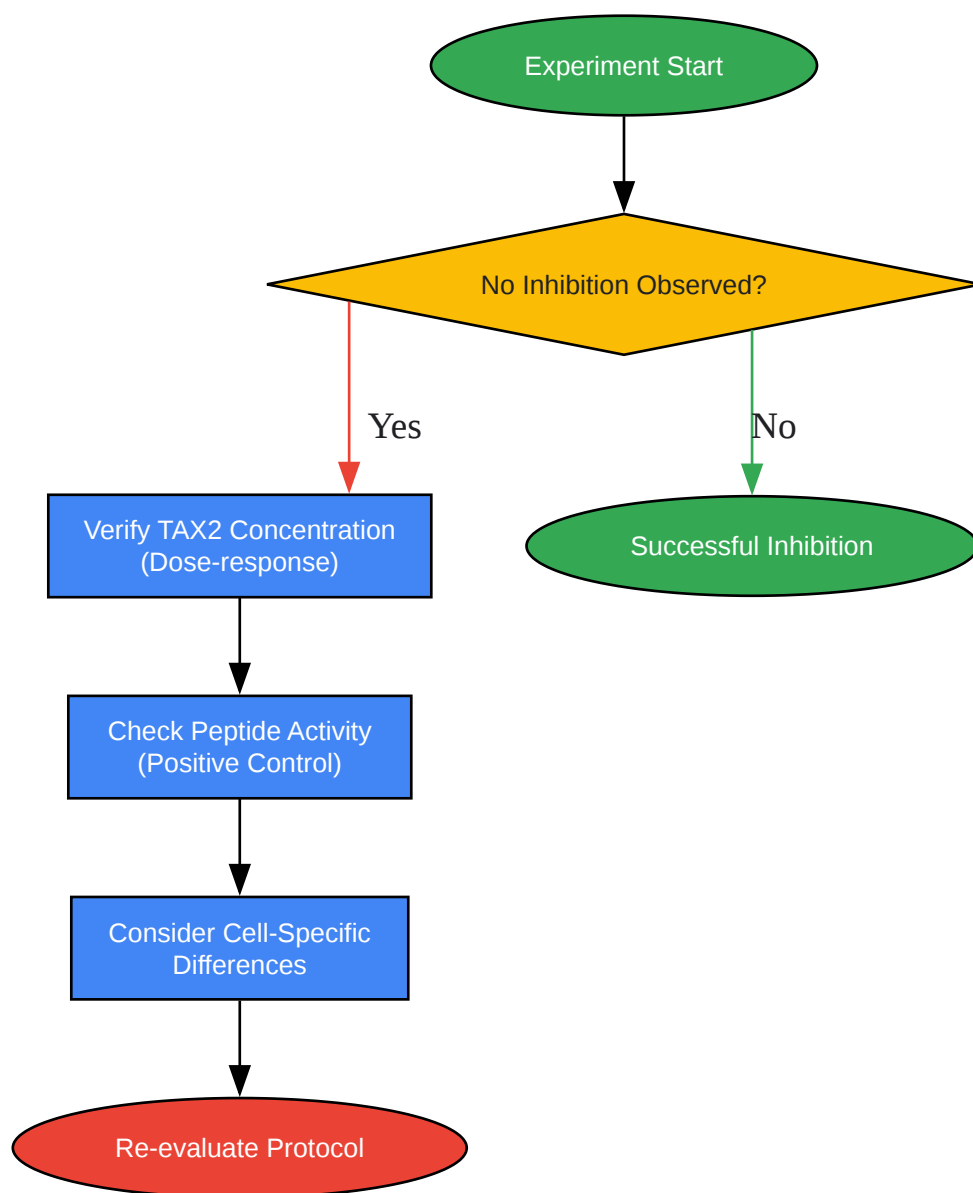 Experiment Start
No Inhibition Observed?
Yes
No
Verify TAX2 Concentration
(Dose-response)
Successful Inhibition
Check Peptide Activity
(Positive Control)
Consider Cell-Specific
Differences
Re-evaluate Protocol